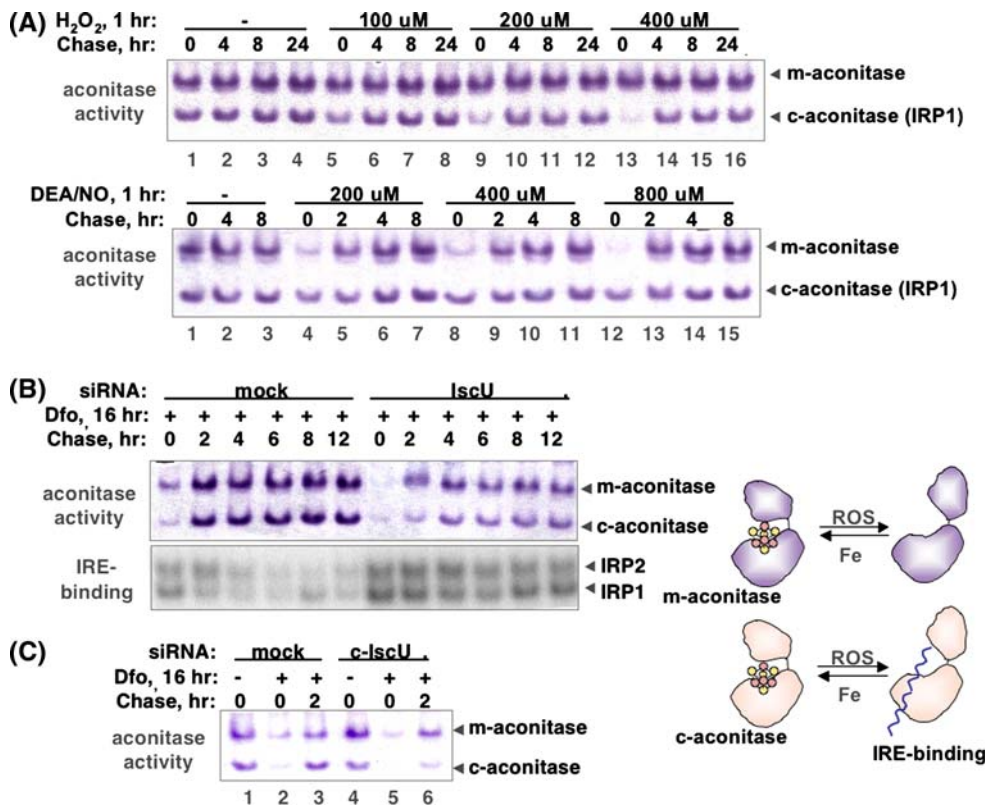 (A)
H₂O₂, 1 hr: - 100 uM 200 uM 400 uM
Chase, hr: 0 4 8 24 0 4 8 24 0 4 8 24 0 4 8 24
aconitase activity
m-aconitase
c-aconitase (IRP1)
1 2 3 4 5 6 7 8 9 10 11 12 13 14 15 16
DEA/NO, 1 hr: - 200 uM 400 uM 800 uM
Chase, hr: 0 4 8 0 2 4 8 0 2 4 8 0 2 4 8
aconitase activity
m-aconitase
c-aconitase (IRP1)
1 2 3 4 5 6 7 8 9 10 11 12 13 14 15
(B)
siRNA: mock IscU .
Dfo, 16 hr: + + + + + + + + + + + +
Chase, hr: 0 2 4 6 8 12 0 2 4 6 8 12
aconitase activity
m-aconitase
c-aconitase
IRE-
binding
IRP2
IRP1
(C)
siRNA: mock c-IscU .
Dfo, 16 hr: - + + - + +
Chase, hr: 0 0 2 0 0 2
aconitase activity
m-aconitase
c-aconitase
1 2 3 4 5 6
ROS
Fe
m-aconitase
ROS
Fe
c-aconitase
IRE-binding